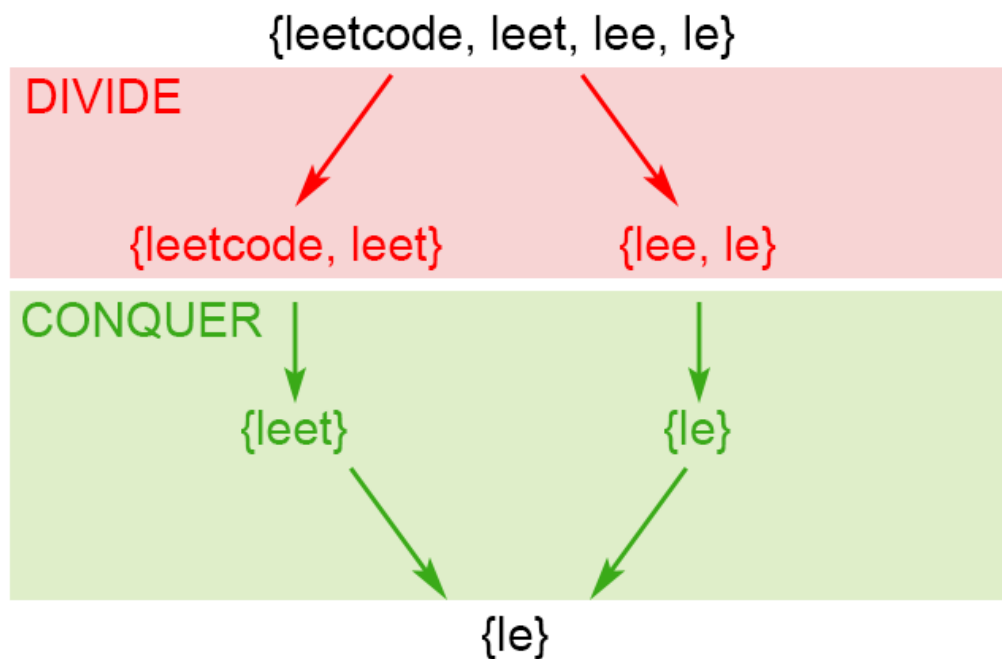 {leetcode, leet, lee, le}
DIVIDE
{leetcode, leet} {lee, le}
CONQUER
{leet} {le}
{le}